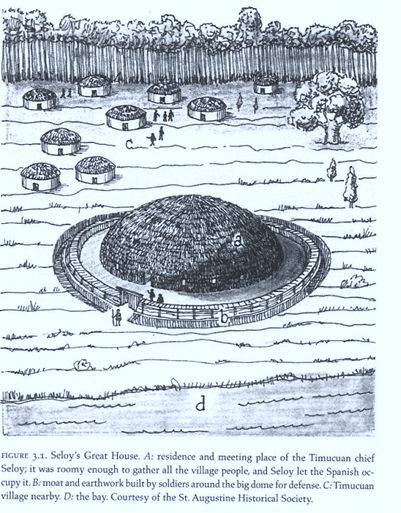 c
a
b
d
FIGURE 3.1. Seloy's Great House. A: residence and meeting place of the Timucuan chief
Seloy; it was roomy enough to gather all the village people, and Seloy let the Spanish oc-
cupy it. B: moat and earthwork built by soldiers around the big dome for defense. C: Timucuan
village nearby. D: the bay. Courtesy of the St. Augustine Historical Society.